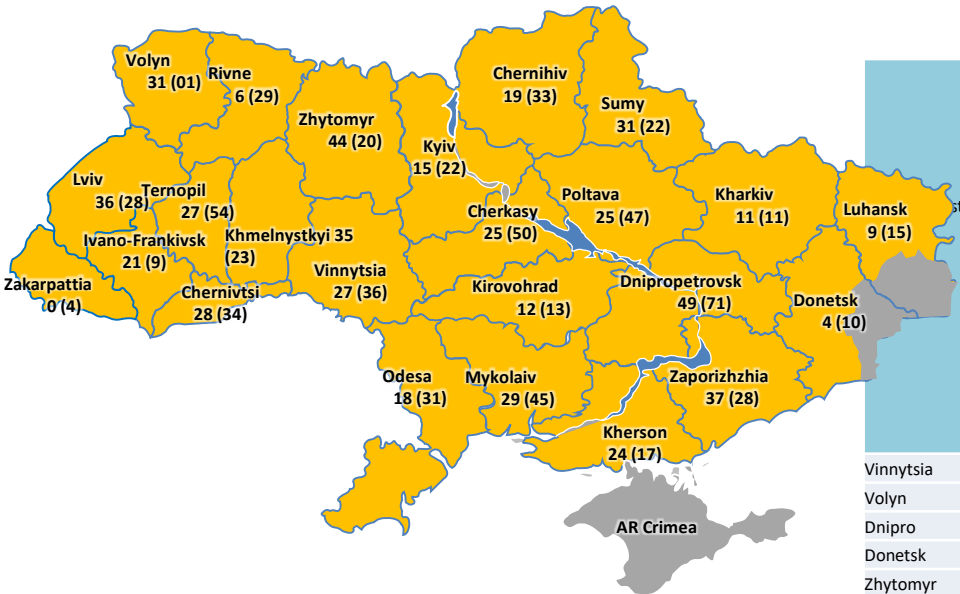 Volyn
31 (01)
Rivne
6 (29)
Zhytomyr
44 (20)
Kyiv
15 (22)
Chernihiv
19 (33)
Sumy
31 (22)
Lviv
36 (28)
Ternopil
27 (54)
Ivano-Frankivsk
21 (9)
Khmelnystkyi 35
(23)
Zakarpattia
0 (4)
Chernivtsi
28 (34)
Vinnytsia
27 (36)
Cherkasy
25 (50)
Poltava
25 (47)
Kharkiv
11 (11)
Luhansk
9 (15)
Kirovohrad
12 (13)
Dnipropetrovsk
49 (71)
Donetsk
4 (10)
Odesa
18 (31)
Mykolaiv
29 (45)
Zaporizhzhia
37 (28)
Kherson
24 (17)
AR Crimea
Vinnytsia
Volyn
Dnipro
Donetsk
Zhytomyr